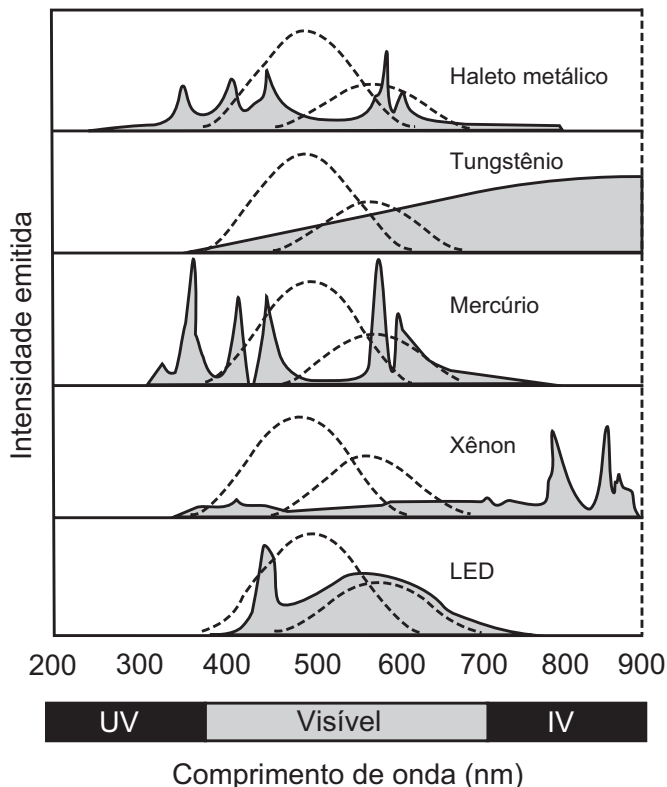 Intensidade emitida
Haleto metálico
Tungstênio
Mercúrio
Xênon
LED
200 300 400 500 600 700 800 900
UV Visível IV
Comprimento de onda (nm)